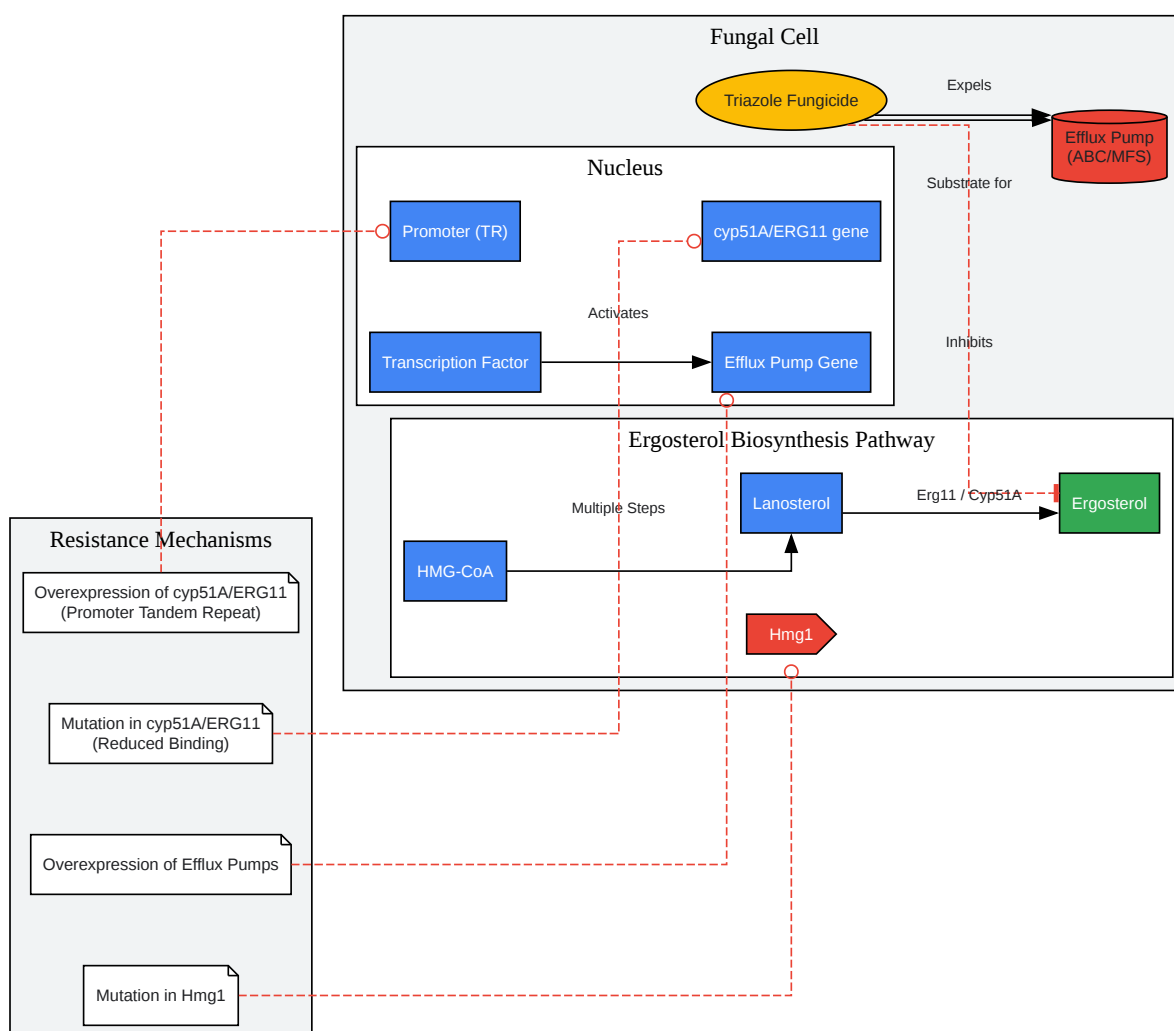 Fungal Cell
Triazole Fungicide
Expels
Efflux Pump
(ABC/MFS)
Substrate for
Nucleus
Promoter (TR)
cyp51A/ERG11 gene
Activates
Transcription Factor
Efflux Pump Gene
Inhibits
Ergosterol Biosynthesis Pathway
Multiple Steps
Lanosterol
Erg11 / Cyp51A
Ergosterol
HMG-CoA
Hmg1
Resistance Mechanisms
Overexpression of cyp51A/ERG11
(Promoter Tandem Repeat)
Mutation in cyp51A/ERG11
(Reduced Binding)
Overexpression of Efflux Pumps
Mutation in Hmg1